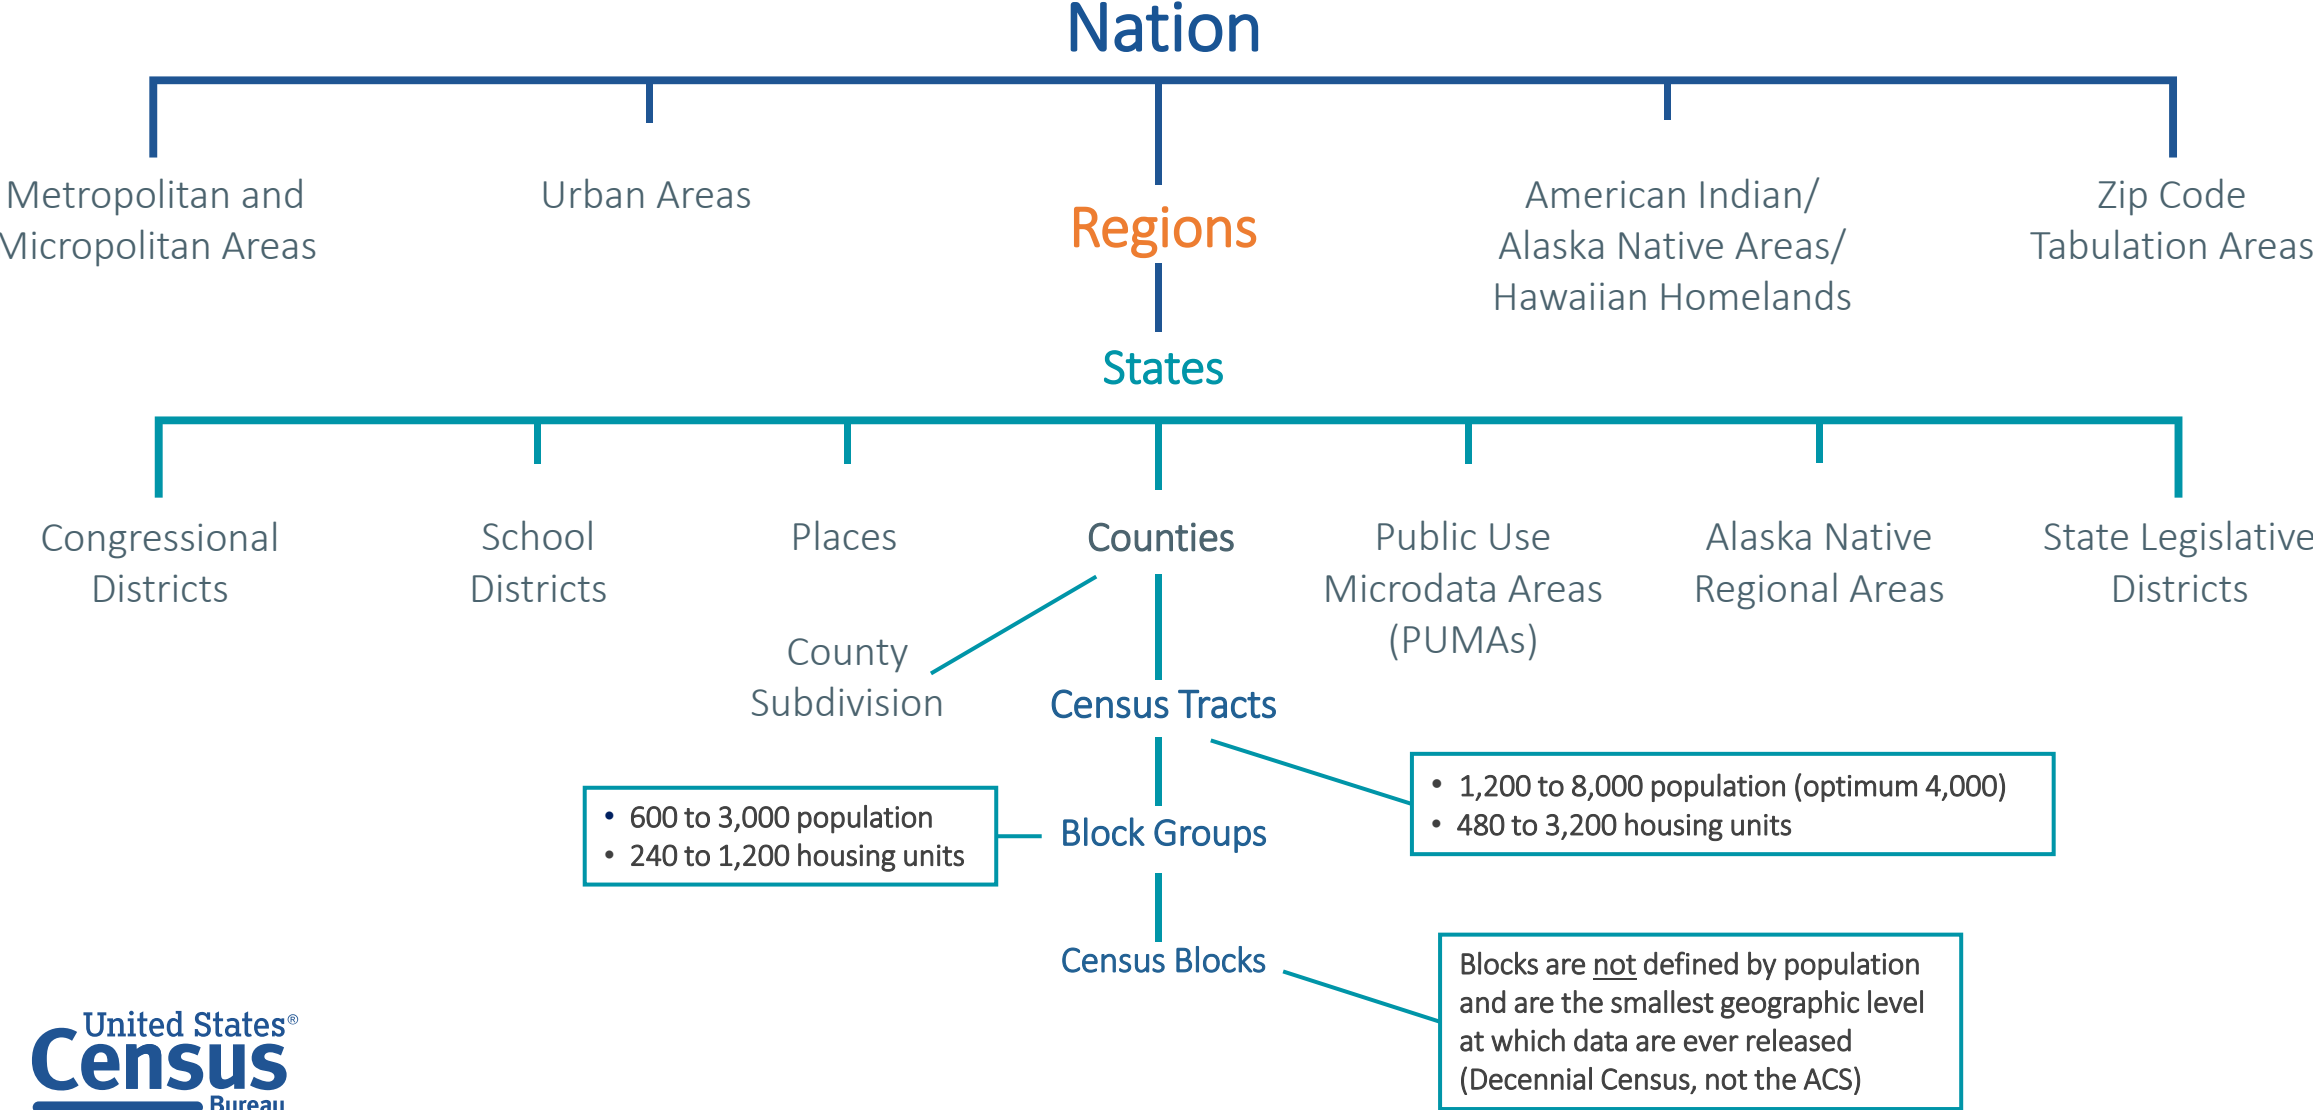 Nation
Metropolitan and
Micropolitan Areas
Urban Areas
Regions
American Indian/
Alaska Native Areas/
Hawaiian Homelands
Zip Code
Tabulation Areas
States
Congressional
Districts
School
Districts
Places
Counties
Public Use
Microdata Areas
(PUMAs)
Alaska Native
Regional Areas
State Legislative
Districts
County
Subdivision
Census Tracts
• 1,200 to 8,000 population (optimum 4,000)
• 480 to 3,200 housing units
• 600 to 3,000 population
• 240 to 1,200 housing units
Block Groups
Census Blocks
Blocks are not defined by population
and are the smallest geographic level
at which data are ever released
(Decennial Census, not the ACS)
United States®
Census
Bureau